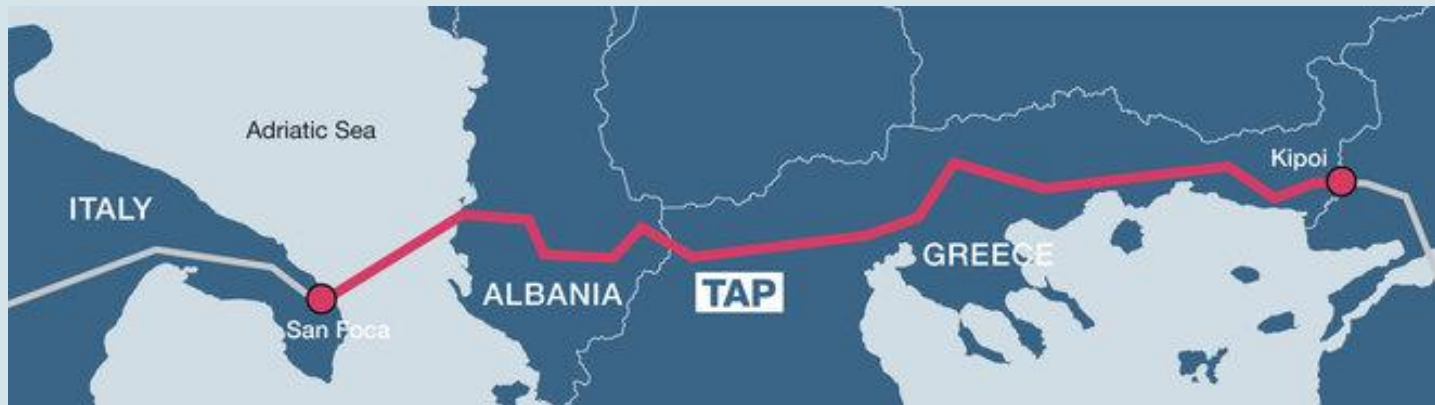 Adriatic Sea
Kipoi
ITALY
GREECE
ALBANIA
TAP
San Foca